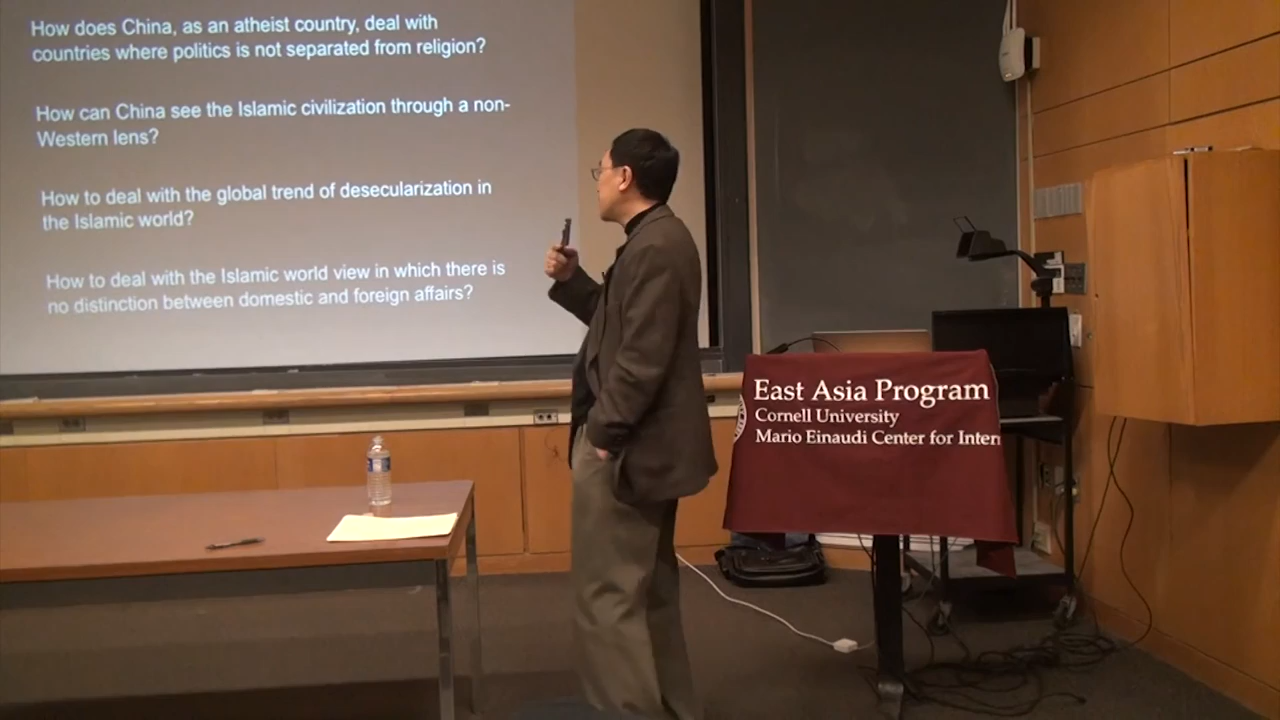 How does China, as an atheist country, deal with
countries where politics is not separated from religion?
How can China see the Islamic civilization through a non-
Western lens?
How to deal with the global trend of desecularization in
the Islamic world?
How to deal with the Islamic world view in which there is
no distinction between domestic and foreign affairs?
East Asia Program
Cornell University
Mario Einaudi Center for Intern